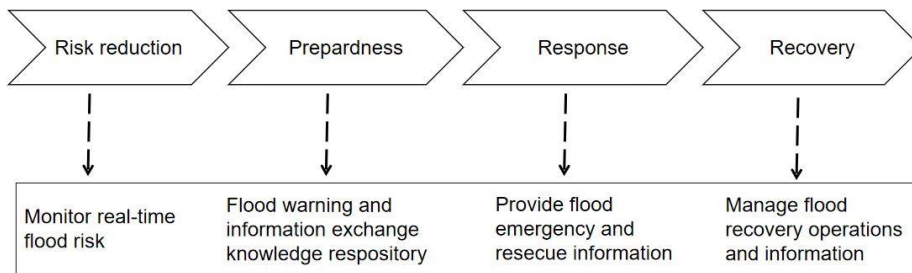 Risk reduction
Prepardness
Response
Recovery
Monitor real-time
flood risk
Flood warning and
information exchange
knowledge respository
Provide flood
emergency and
resecue information
Manage flood
recovery operations
and information